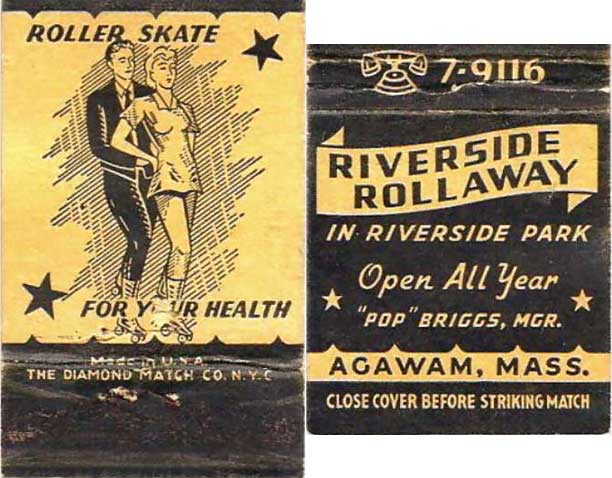 ROLLER SKATE
FOR YOUR HEALTH
Made in U.S.A
THE DIAMOND MATCH CO. N.Y.C
7-9116
RIVERSIDE
ROLLAWAY
IN RIVERSIDE PARK
Open All Year
"POP" BRIGGS, MGR.
AGAWAM, MASS.
CLOSE COVER BEFORE STRIKING MATCH